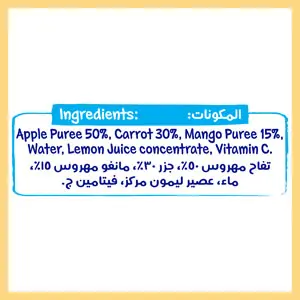 Ingredients: المكونات:
Apple Puree 50%, Carrot 30%, Mango Puree 15%,
Water, Lemon Juice concentrate, Vitamin C.
تفاح مهروس ٥٠٪، جزر ٣٠٪، مانغو مهروس ١٥٪،
ماء، عصير ليمون مركز، فيتامين ج.